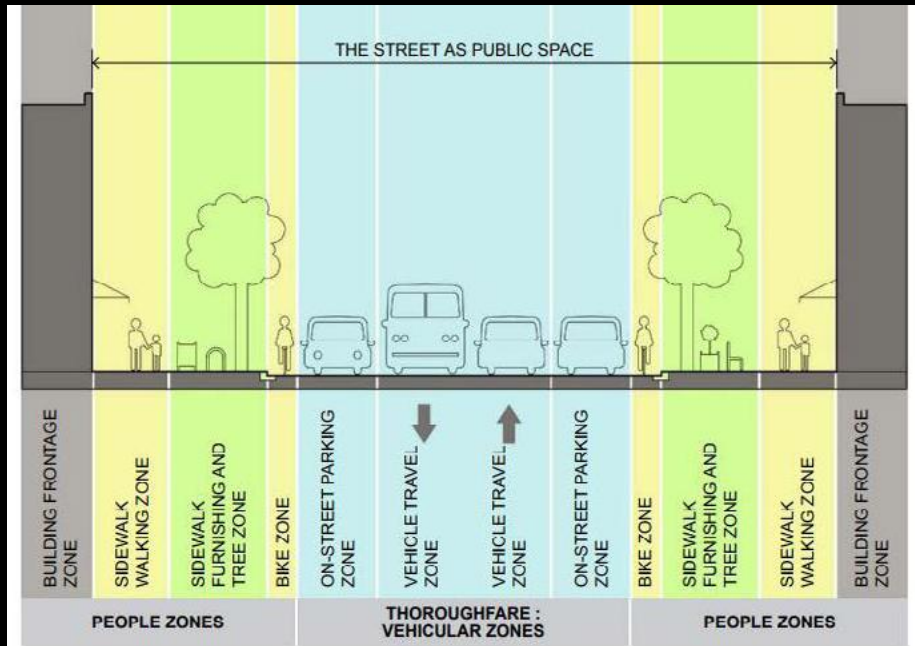 THE STREET AS PUBLIC SPACE
BUILDING FRONTAGE
ZONE
SIDEWALK
WALKING ZONE
SIDEWALK
FURNISHING AND
TREE ZONE
BIKE ZONE
ON-STREET PARKING
ZONE
VEHICLE TRAVEL
ZONE
VEHICLE TRAVEL
ZONE
ON-STREET PARKING
ZONE
BIKE ZONE
SIDEWALK
FURNISHING AND
TREE ZONE
SIDEWALK
WALKING ZONE
BUILDING FRONTAGE
ZONE
PEOPLE ZONES
THOROUGHFARE :
VEHICULAR ZONES
PEOPLE ZONES